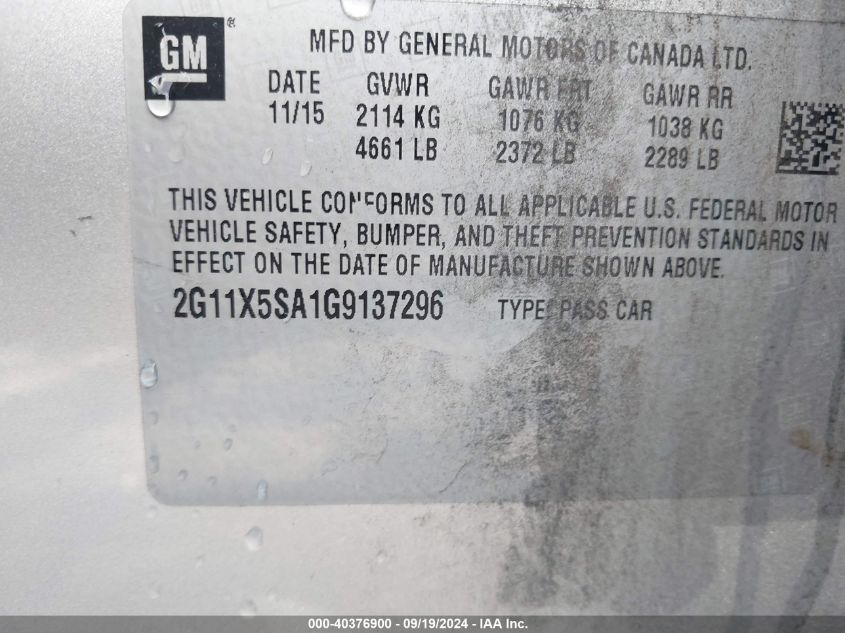 GM®
MFD BY GENERAL MOTORS OF CANADA LTD.
DATE GVWR GAWR FRT GAWR RR
11/15 2114 KG 1076 KG 1038 KG
4661 LB 2372 LB 2289 LB
THIS VEHICLE CONFORMS TO ALL APPLICABLE U.S. FEDERAL MOTOR
VEHICLE SAFETY, BUMPER, AND THEFT PREVENTION STANDARDS IN
EFFECT ON THE DATE OF MANUFACTURE SHOWN ABOVE.
2G11X5SA1G9137296 TYPE: PASS CAR
000-40376900 - 09/19/2024 - IAA Inc.